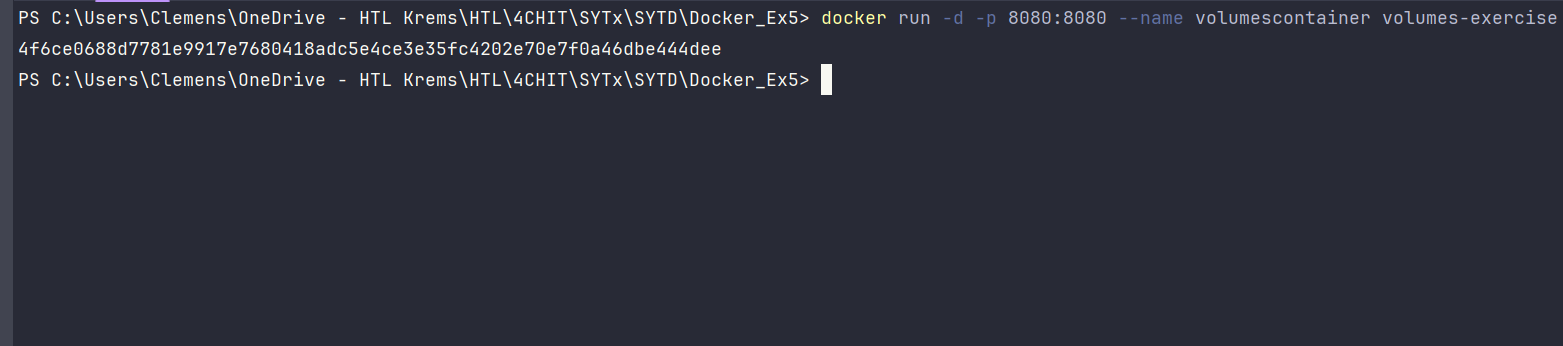 PS C:\Users\Clemens\OneDrive - HTL Krems\HTL\4CHIT\SYTx\SYTD\Docker_Ex5> docker run -d -p 8080:8080 --name volumescontainer volumes-exercise
4f6ce0688d7781e9917e7680418adc5e4ce3e35fc4202e70e7f0a46dbe444dee
PS C:\Users\Clemens\OneDrive - HTL Krems\HTL\4CHIT\SYTx\SYTD\Docker_Ex5>